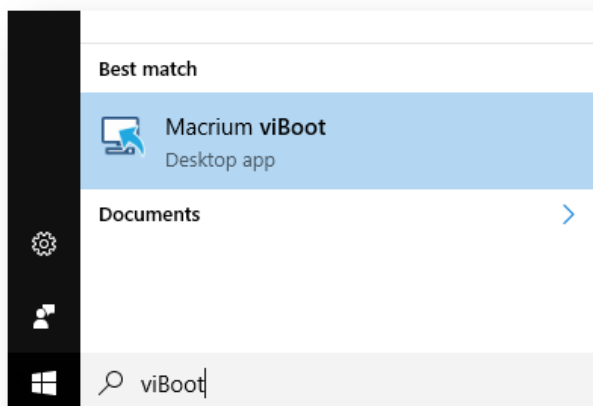 Best match
Macrium viBoot
Desktop app
Documents
viBoot